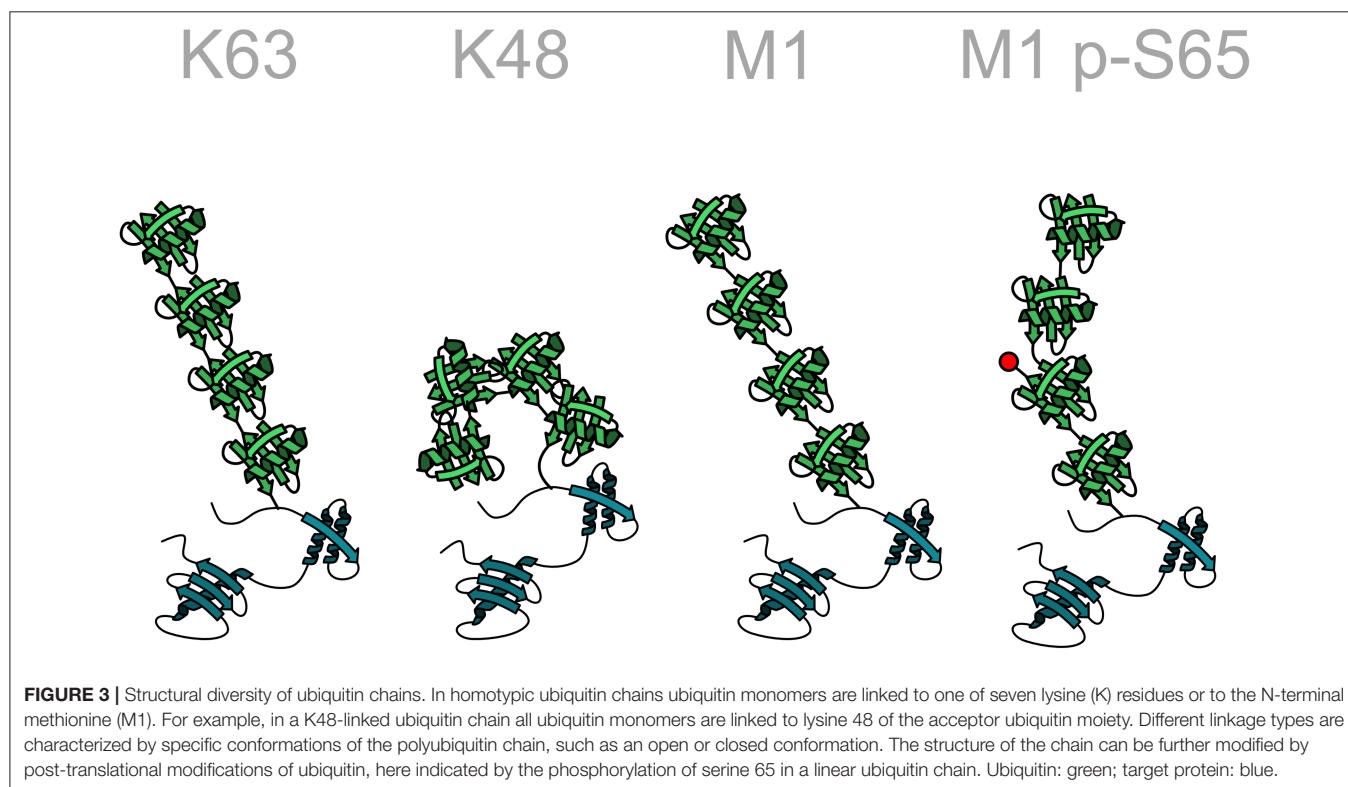 K63 K48 M1 M1 p-S65
FIGURE 3 | Structural diversity of ubiquitin chains. In homotypic ubiquitin chains ubiquitin monomers are linked to one of seven lysine (K) residues or to the N-terminal
methionine (M1). For example, in a K48-linked ubiquitin chain all ubiquitin monomers are linked to lysine 48 of the acceptor ubiquitin moiety. Different linkage types are
characterized by specific conformations of the polyubiquitin chain, such as an open or closed conformation. The structure of the chain can be further modified by
post-translational modifications of ubiquitin, here indicated by the phosphorylation of serine 65 in a linear ubiquitin chain. Ubiquitin: green; target protein: blue.